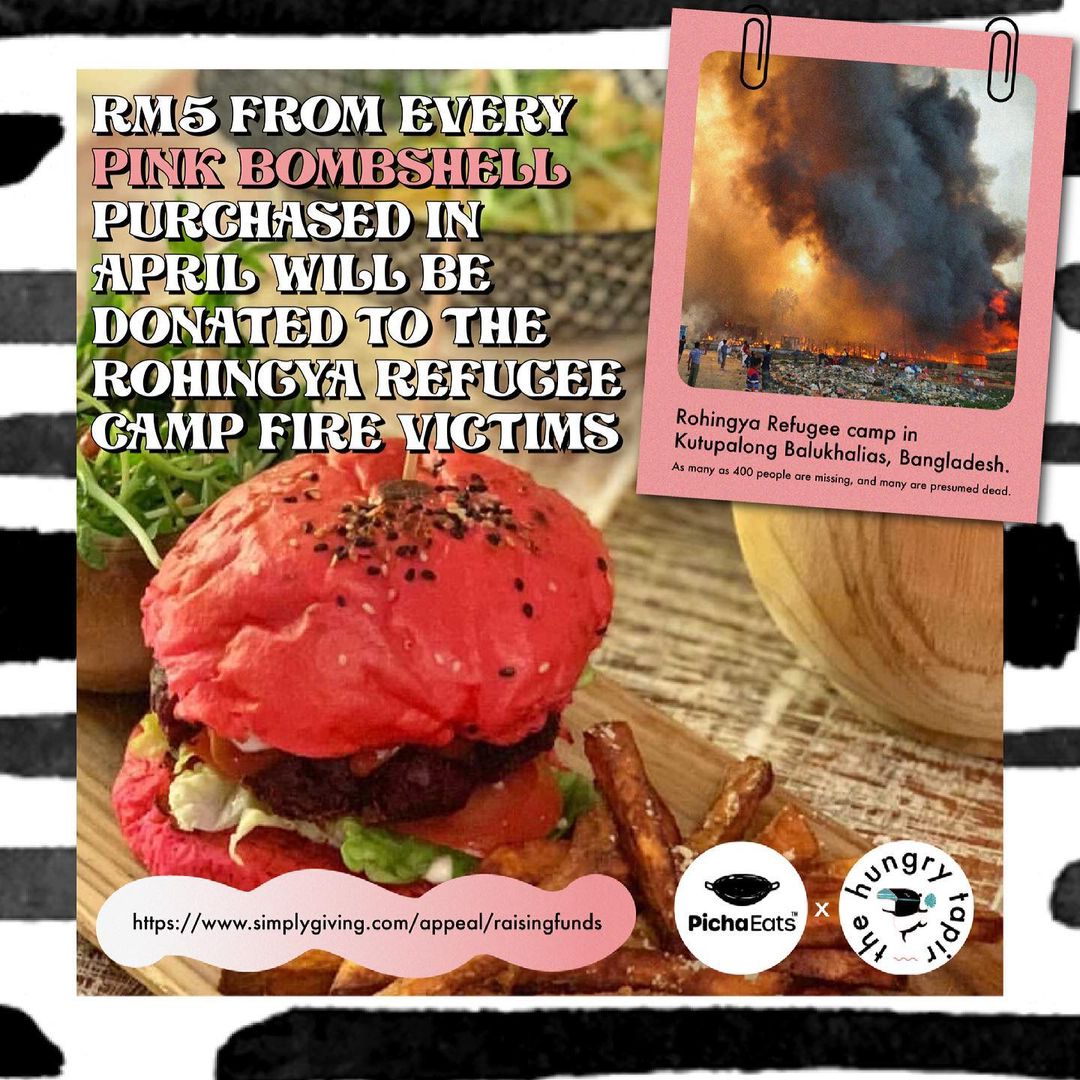 RM5 FROM EVERY
PINK BOMBSHELL
PURCHASED IN
APRIL WILL BE
DONATED TO THE
ROHINGYA REFUGEE
CAMP FIRE VICTIMS
Rohingya Refugee camp in
Kutupalong Balukhalias, Bangladesh.
As many as 400 people are missing, and many are presumed dead.
https://www.simplygiving.com/appeal/raisingfunds
PichaEats™
x
the hungry tapir